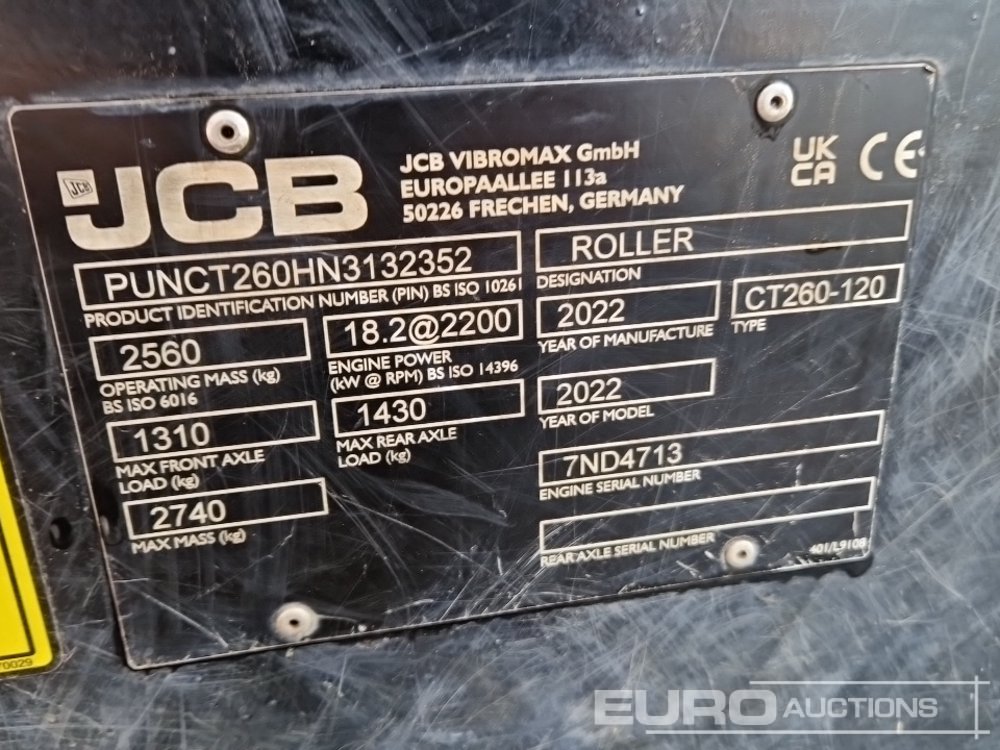 JCB
JCB
JCB VIBROMAX GmbH
EUROPAALLEE 113a
50226 FRECHEN, GERMANY
UK
CA
CE
PUNCT260HN3132352
PRODUCT IDENTIFICATION NUMBER (PIN) BS ISO 10261
ROLLER
DESIGNATION
2560
OPERATING MASS (kg)
BS ISO 6016
18.2@2200
ENGINE POWER
(kW @ RPM) BS ISO 14396
2022
YEAR OF MANUFACTURE
CT260-120
TYPE
1310
MAX FRONT AXLE
LOAD (kg)
1430
MAX REAR AXLE
LOAD (kg)
2022
YEAR OF MODEL
2740
MAX MASS (kg)
7ND4713
ENGINE SERIAL NUMBER
REAR AXLE SERIAL NUMBER
401/L9108
70029
EURO AUCTIONS